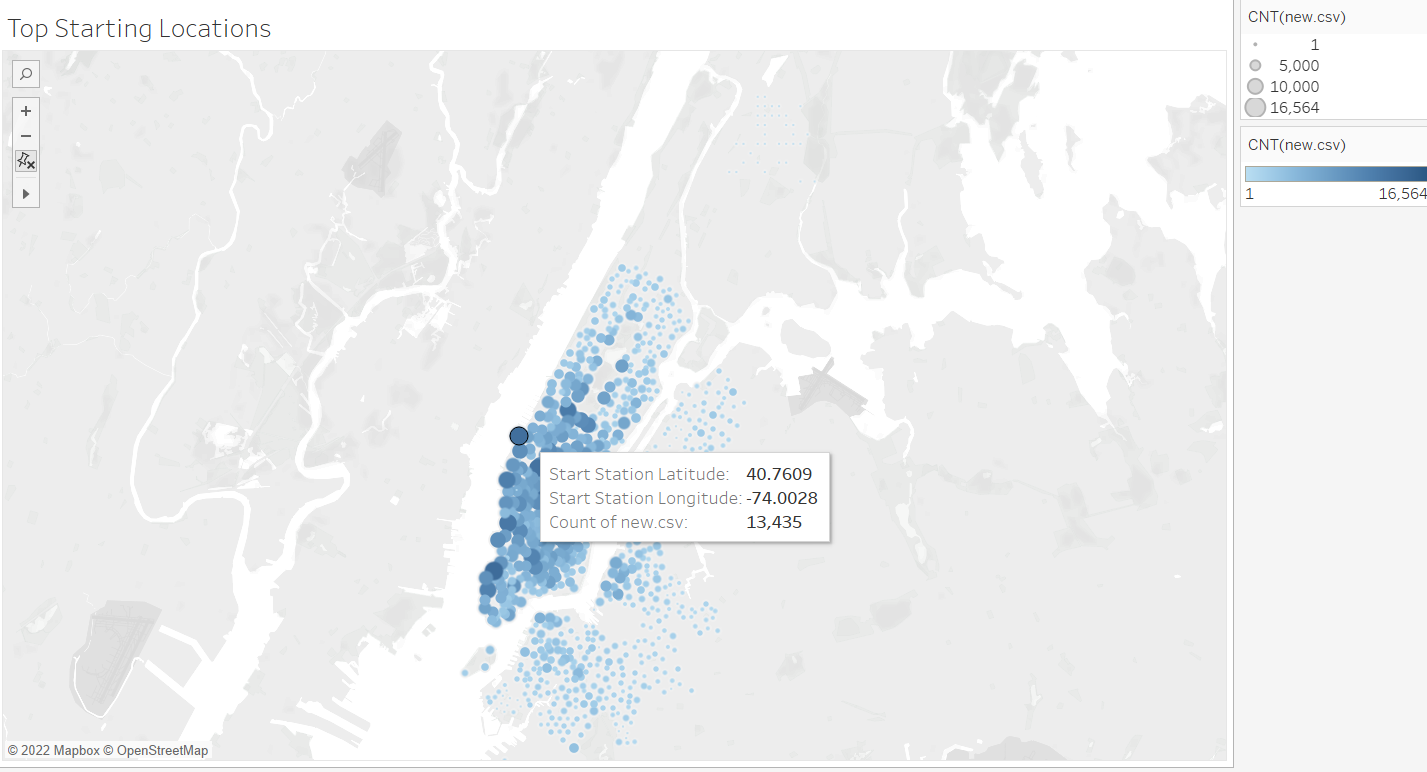 Top Starting Locations
CNT(new.csv)
1
5,000
10,000
16,564
CNT(new.csv)
1 16,564
Start Station Latitude: 40.7609
Start Station Longitude: -74.0028
Count of new.csv: 13,435
© 2022 Mapbox © OpenStreetMap